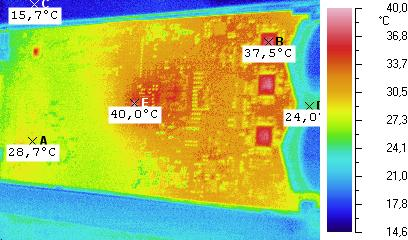 C
15,7°C
B
37,5°C
E
40,0°C
D
24,0°
A
28,7°C
°C
40,0
36,8
33,7
30,5
27,3
24,1
21,0
17,8
14,6